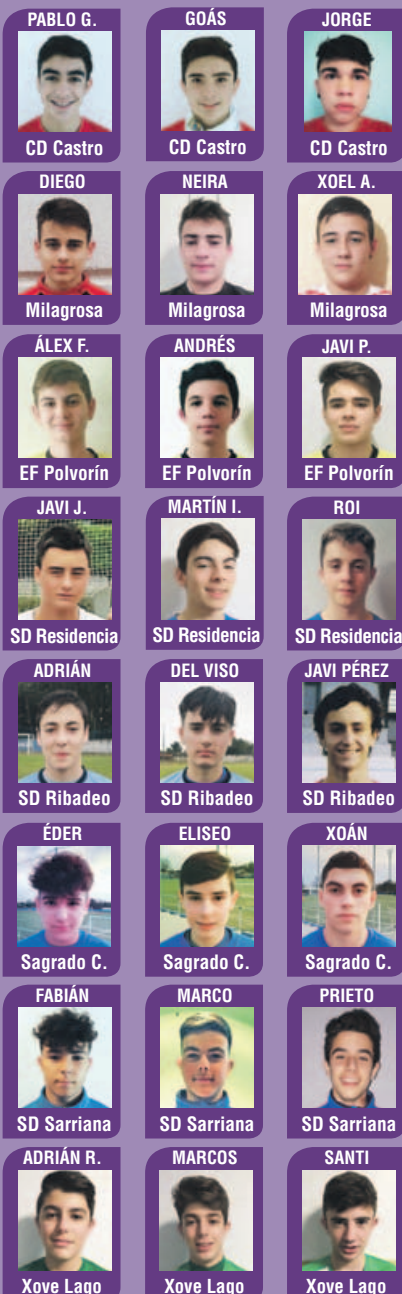 PABLO G.
GOÁS
JORGE
CD Castro
CD Castro
CD Castro
DIEGO
NEIRA
XOEL A.
Milagrosa
Milagrosa
Milagrosa
ÁLEX F.
ANDRÉS
JAVI P.
EF Polvorín
EF Polvorín
EF Polvorín
JAVI J.
MARTÍN I.
ROI
SD Residencia
SD Residencia
SD Residencia
ADRIÁN
DEL VISO
JAVI PÉREZ
SD Ribadeo
SD Ribadeo
SD Ribadeo
ÉDER
ELISEO
XOÁN
Sagrado C.
Sagrado C.
Sagrado C.
FABIÁN
MARCO
PRIETO
SD Sarriana
SD Sarriana
SD Sarriana
ADRIÁN R.
MARCOS
SANTI
Xove Lago
Xove Lago
Xove Lago